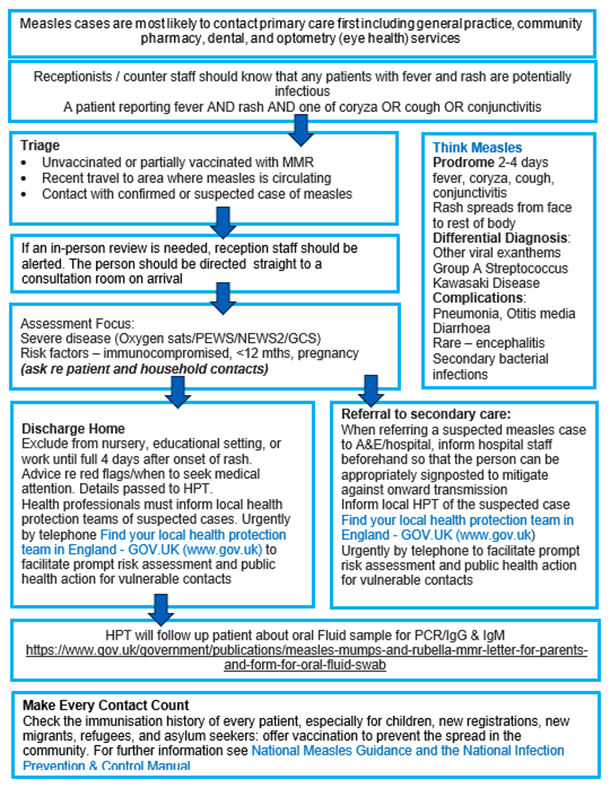 Measles cases are most likely to contact primary care first including general practice, community
pharmacy, dental, and optometry (eye health) services
Receptionists / counter staff should know that any patients with fever and rash are potentially
infectious
A patient reporting fever AND rash AND one of coryza OR cough OR conjunctivitis
Triage
• Unvaccinated or partially vaccinated with MMR
• Recent travel to area where measles is circulating
• Contact with confirmed or suspected case of measles
Think Measles
Prodrome 2-4 days
fever, coryza, cough,
conjunctivitis
Rash spreads from face
to rest of body
Differential Diagnosis:
Other viral exanthems
Group A Streptococcus
Kawasaki Disease
Complications:
Pneumonia, Otitis media
Diarrhoea
Rare – encephalitis
Secondary bacterial
infections
If an in-person review is needed, reception staff should be
alerted. The person should be directed straight to a
consultation room on arrival
Assessment Focus:
Severe disease (Oxygen sats/PEWS/NEWS2/GCS)
Risk factors – immunocompromised, <12 mths, pregnancy
(ask re patient and household contacts)
Discharge Home
Exclude from nursery, educational setting, or
work until full 4 days after onset of rash.
Advice re red flags/when to seek medical
attention. Details passed to HPT.
Health professionals must inform local health
protection teams of suspected cases. Urgently
by telephone Find your local health protection
team in England - GOV.UK (www.gov.uk) to
facilitate prompt risk assessment and public
health action for vulnerable contacts
Referral to secondary care:
When referring a suspected measles case
to A&E/hospital, inform hospital staff
beforehand so that the person can be
appropriately signposted to mitigate
against onward transmission
Inform local HPT of the suspected case
Find your local health protection team in
England - GOV.UK (www.gov.uk)
Urgently by telephone to facilitate prompt
risk assessment and public health action
for vulnerable contacts
HPT will follow up patient about oral Fluid sample for PCR/IgG & IgM
https://www.gov.uk/government/publications/measles-mumps-and-rubella-mmr-letter-for-parents-
and-form-for-oral-fluid-swab
Make Every Contact Count
Check the immunisation history of every patient, especially for children, new registrations, new
migrants, refugees, and asylum seekers: offer vaccination to prevent the spread in the
community. For further information see National Measles Guidance and the National Infection
Prevention & Control Manual